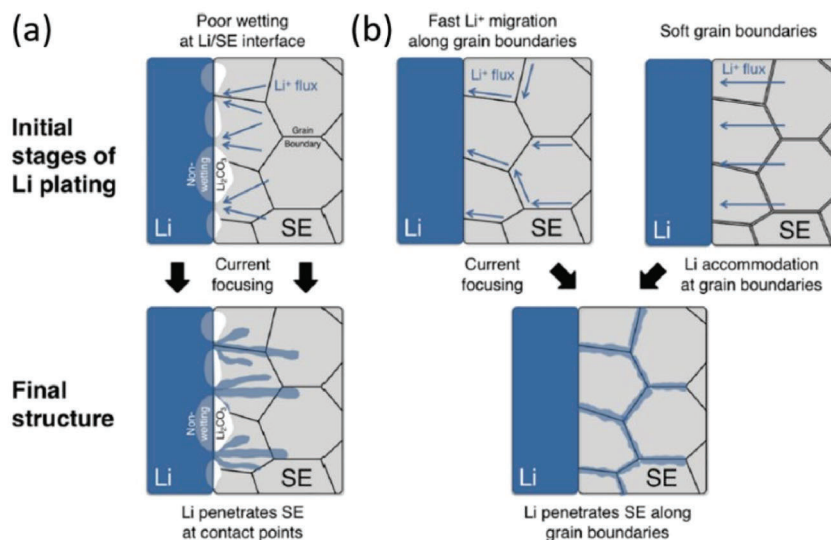 (a)
Poor wetting
at Li/SE interface
Initial
stages of
Li plating
Li
Non-
wetting
Li₂CO₃
Li⁺ flux
Grain
Boundary
SE
Current
focusing
Final
structure
Li
Non-
wetting
Li₂CO₃
SE
Li penetrates SE
at contact points
(b)
Fast Li⁺ migration
along grain boundaries
Li
SE
Current
focusing
Soft grain boundaries
Li⁺ flux
Li
SE
Li accommodation
at grain boundaries
Li
SE
Li penetrates SE along
grain boundaries